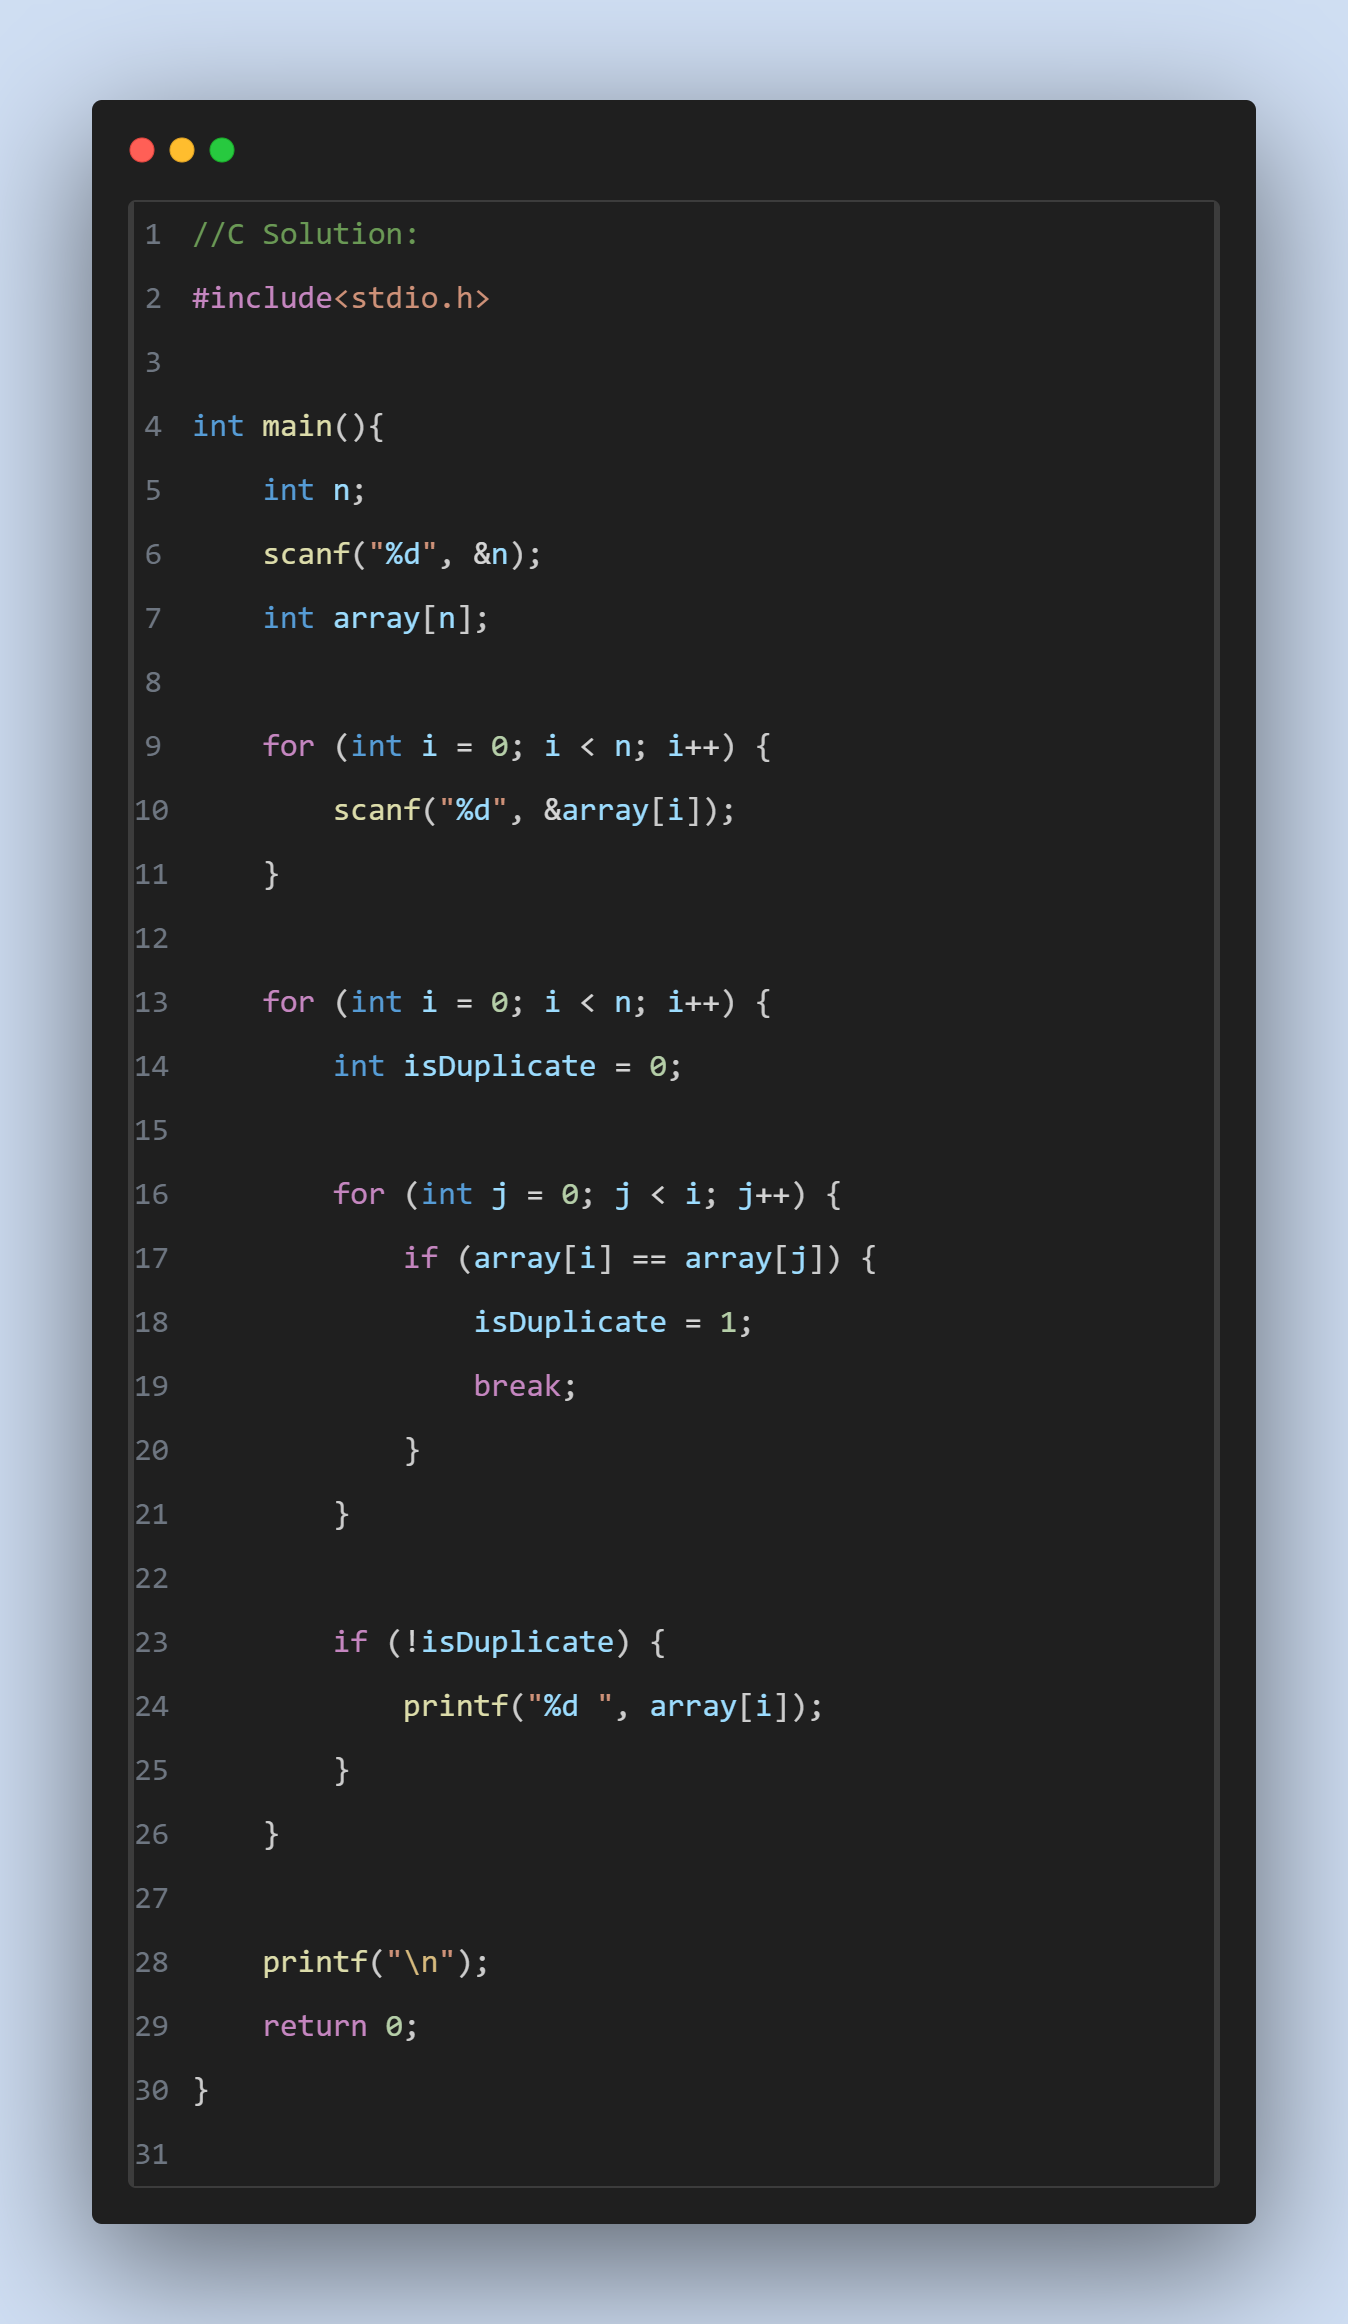 1 //C Solution:
2 #include<stdio.h>
3
4 int main(){
5     int n;
6     scanf("%d", &n);
7     int array[n];
8
9     for (int i = 0; i < n; i++) {
10         scanf("%d", &array[i]);
11     }
12
13     for (int i = 0; i < n; i++) {
14         int isDuplicate = 0;
15
16         for (int j = 0; j < i; j++) {
17             if (array[i] == array[j]) {
18                 isDuplicate = 1;
19                 break;
20             }
21         }
22
23         if (!isDuplicate) {
24             printf("%d ", array[i]);
25         }
26     }
27
28     printf("\n");
29     return 0;
30 }
31